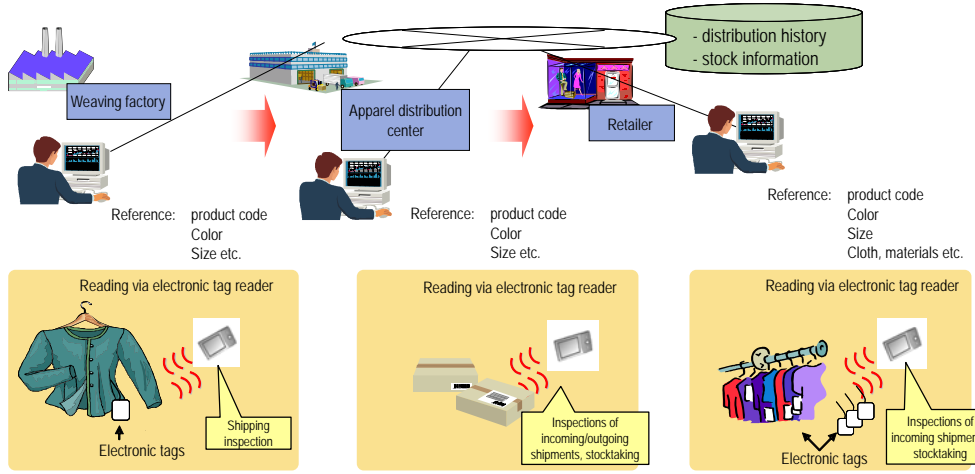 - distribution history
- stock information
Weaving factory
Apparel distribution
center
Retailer
Reference: product code
Color
Size etc.
Reference: product code
Color
Size etc.
Reference: product code
Color
Size
Cloth, materials etc.
Reading via electronic tag reader
Shipping
inspection
Electronic tags
Reading via electronic tag reader
Inspections of
incoming/outgoing
shipments, stocktaking
Reading via electronic tag reader
Inspections of
incoming shipmen
stocktaking
Electronic tags